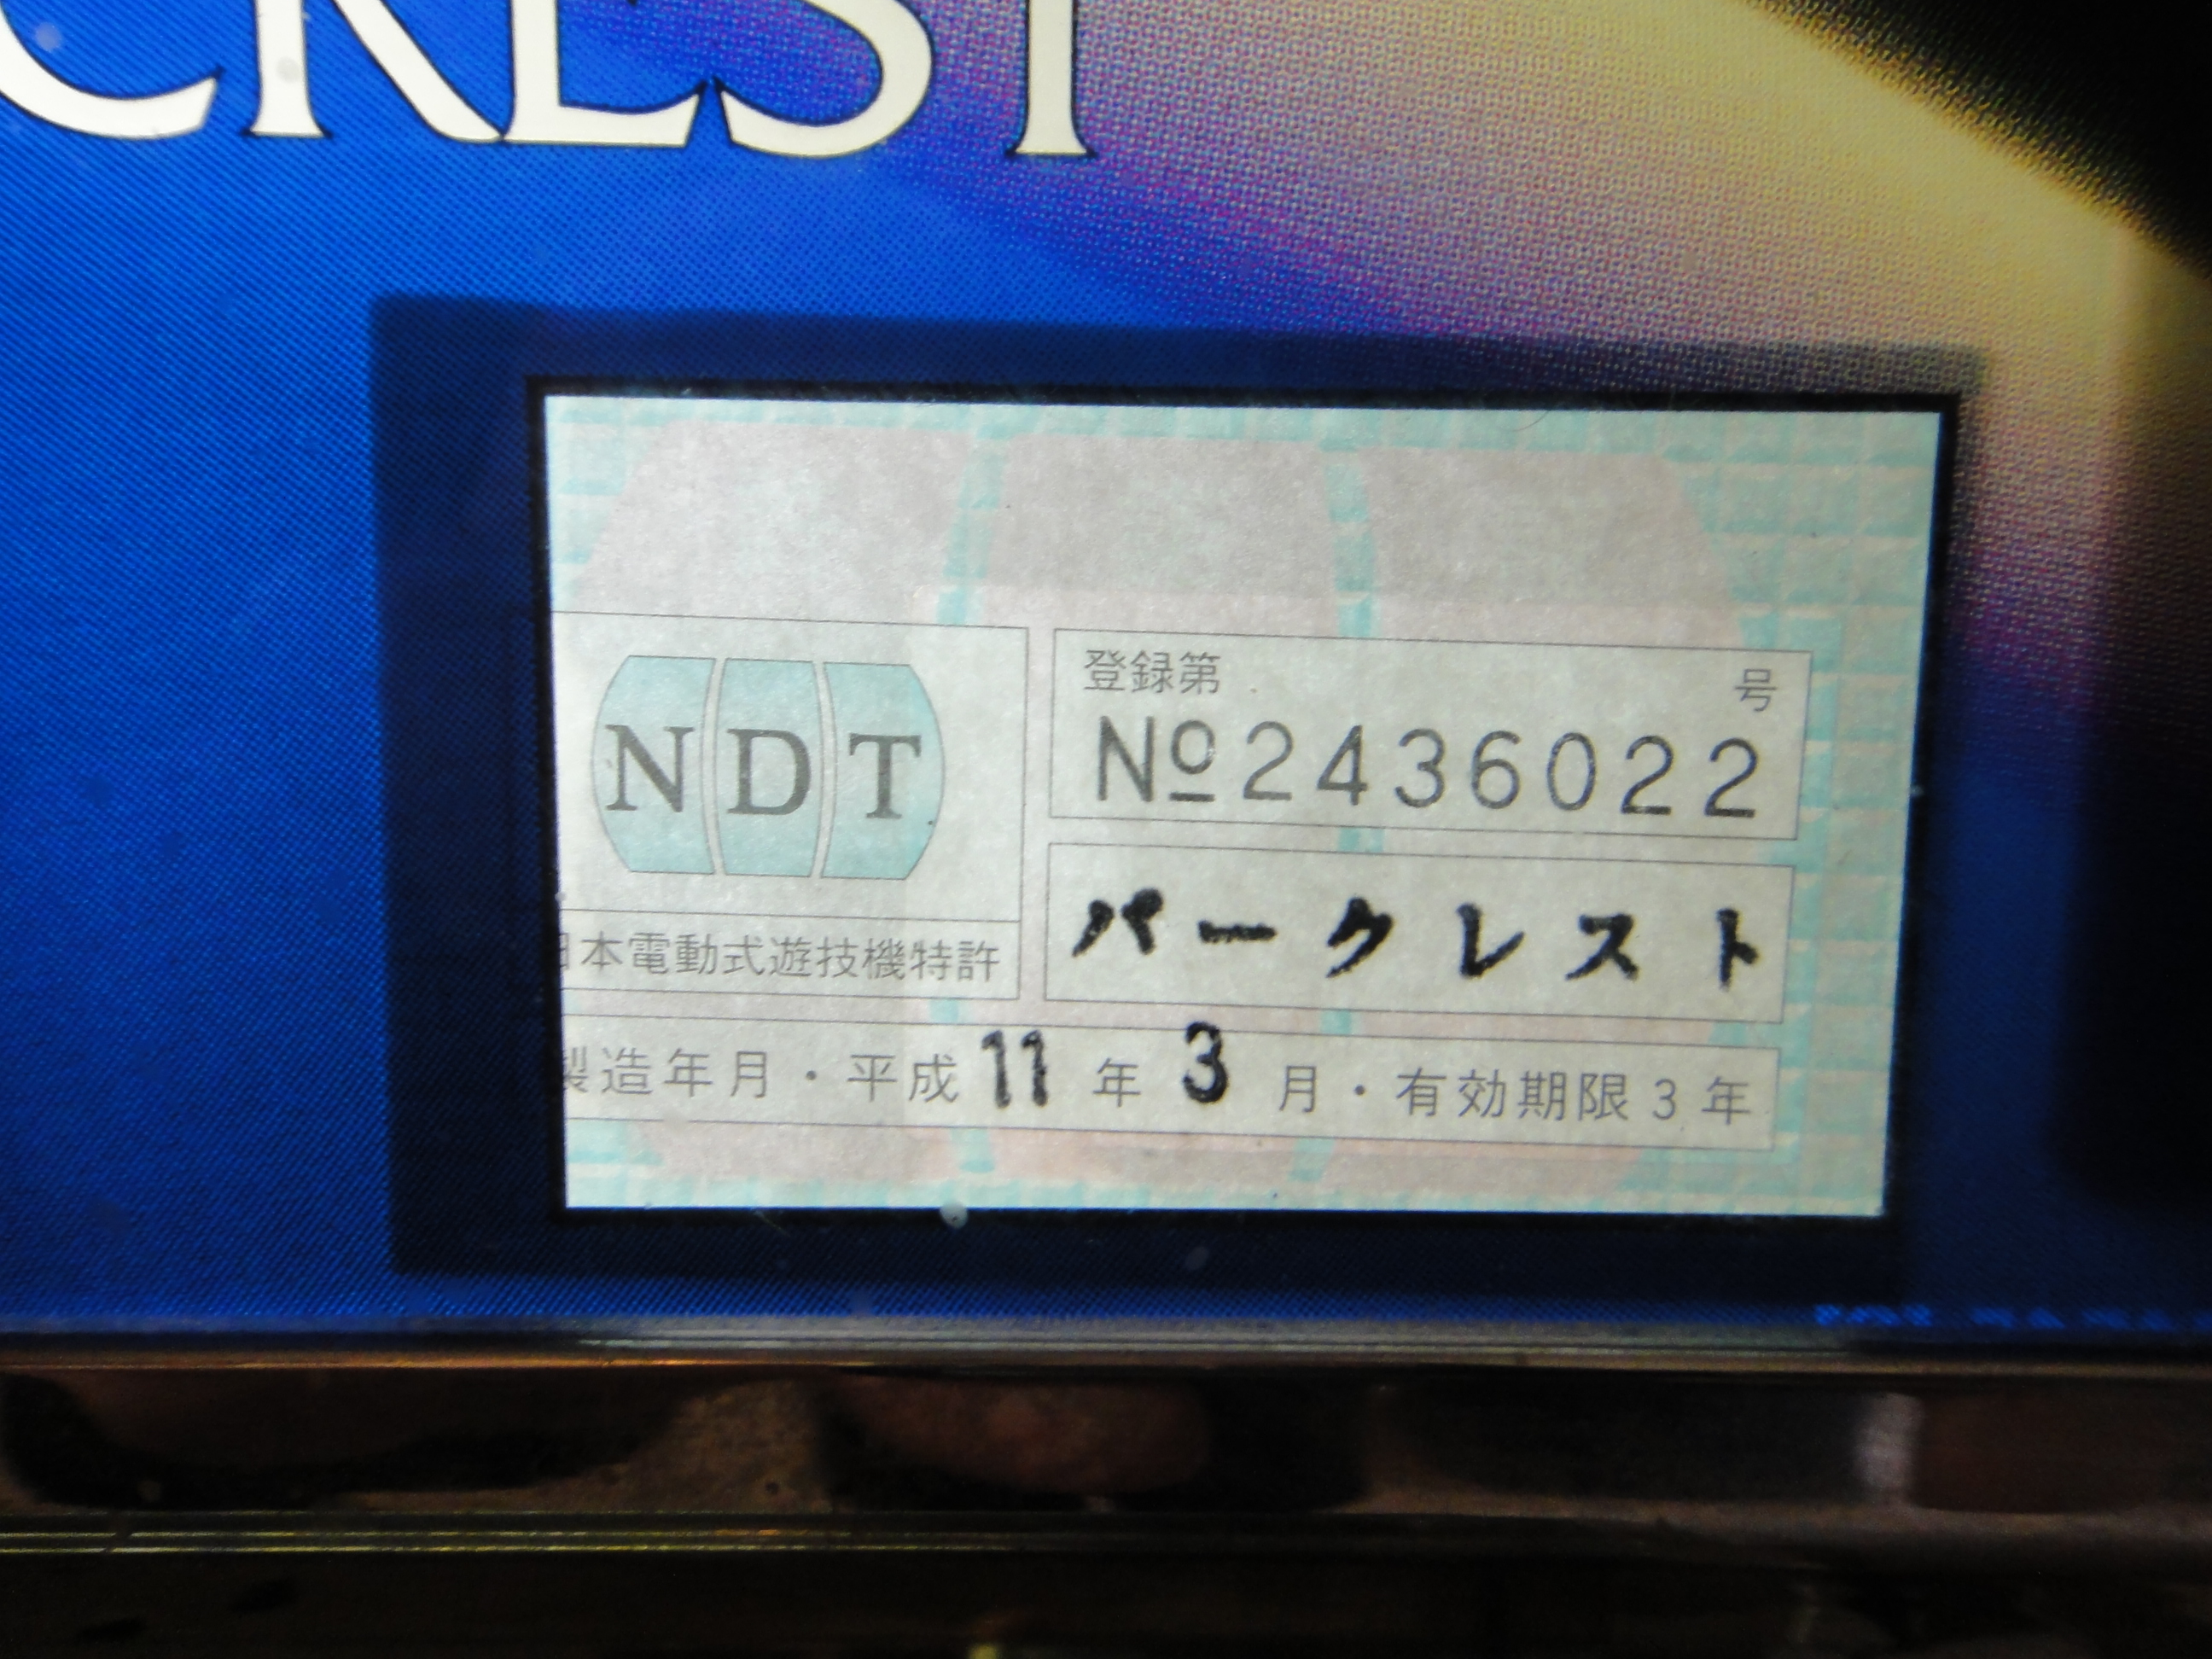 CREST
登録第 号
№2436022
NDT
パークレスト
日本電動式遊技機特許
製造年月・平成11年3月・有効期限3年